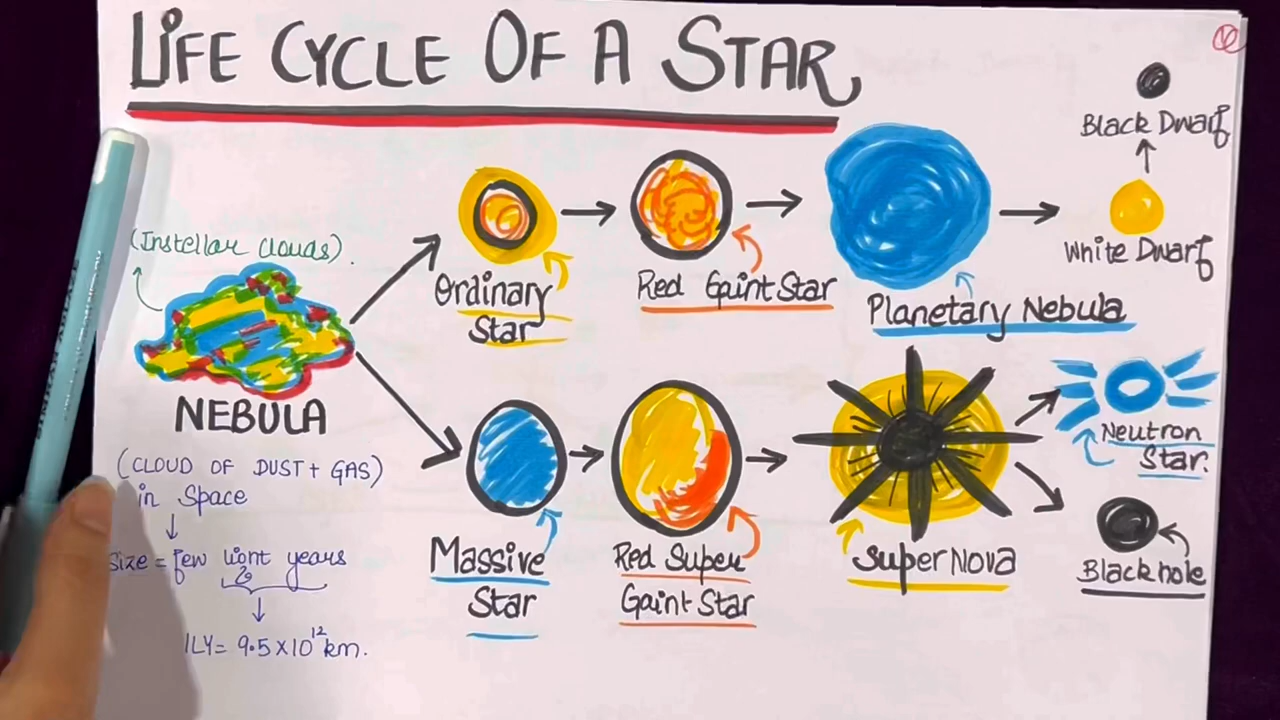 LIFE CYCLE OF A STAR
Black Dwarf
White Dwarf
(Instellar Clouds).
NEBULA
(CLOUD OF DUST + GAS)
in Space
Size = few light years
1LY = 9.5 × 10¹² km.
Ordinary
Star
Red Gaint Star
Planetary Nebula
Massive
Star
Red Super
Gaint Star
Super Nova
Neutron
Star.
Black hole